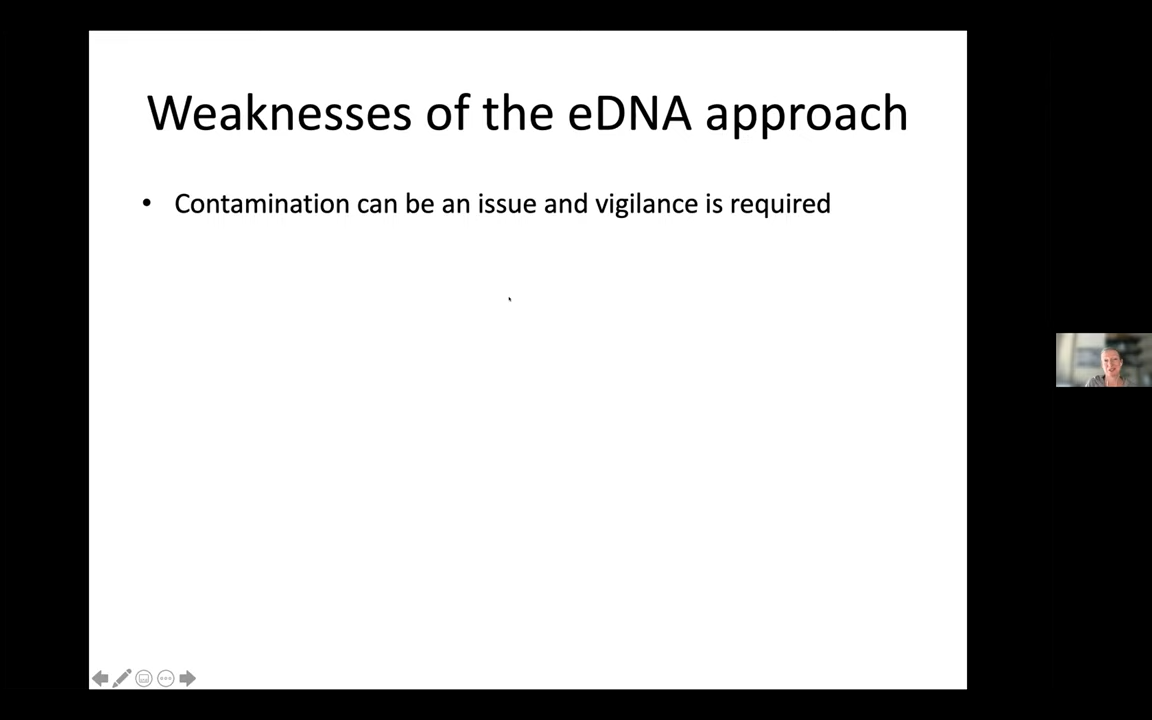 Weaknesses of the eDNA approach
• Contamination can be an issue and vigilance is required